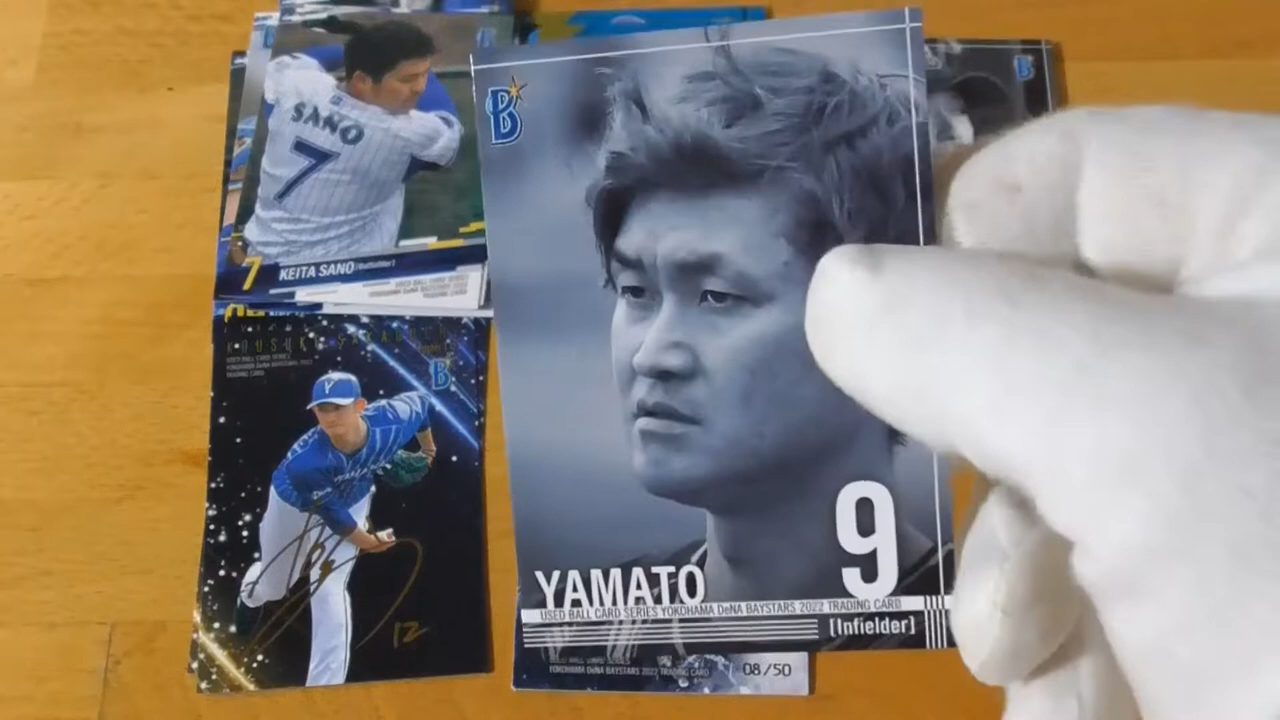 SANO
7
7 KEITA SANO [Outfielder]
USED BALL CARD SERIES
YOKOHAMA DeNA BAYSTARS 2022
TRADING CARD
USED BALL CARD SERIES
YOKOHAMA DeNA BAYSTARS 2022
TRADING CARD
B
Y
12
B
9
YAMATO
USED BALL CARD SERIES YOKOHAMA DeNA BAYSTARS 2022 TRADING CARD
[Infielder]
USED BALL CARD SERIES
YOKOHAMA DeNA BAYSTARS 2022 TRADING CARD
08/50
B